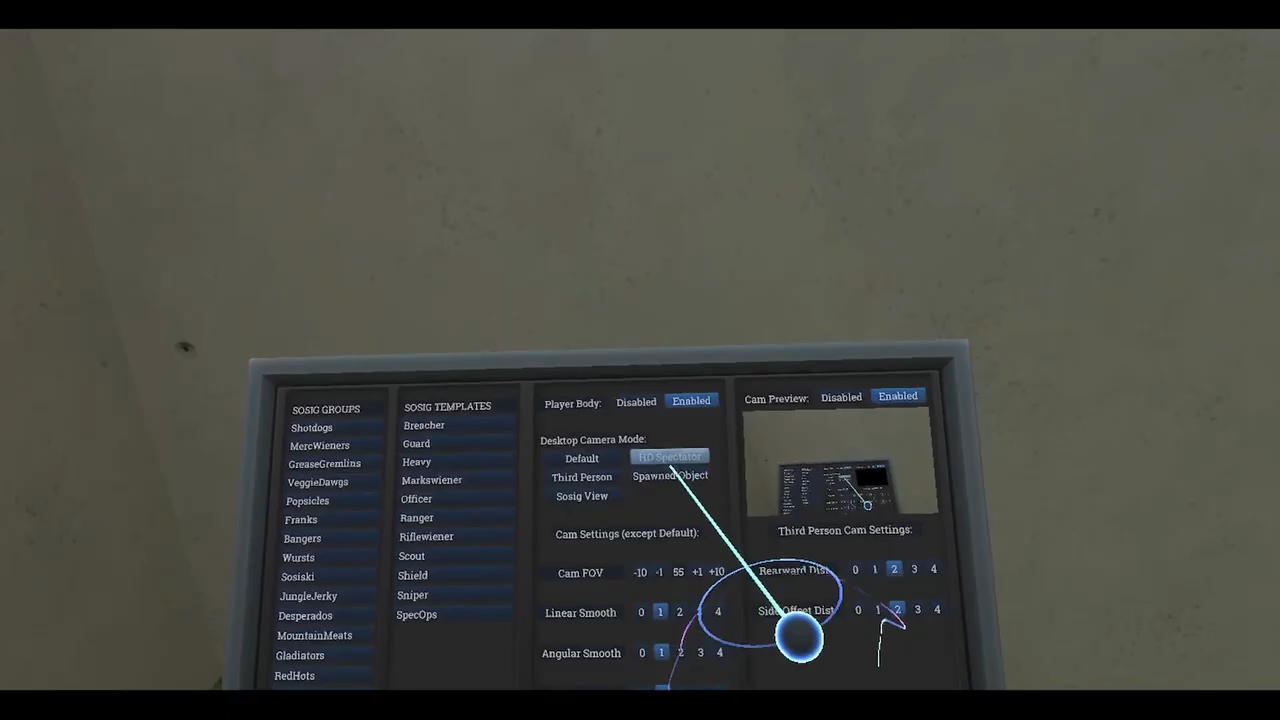 SOSIG GROUPS
Shotdogs
MercWieners
GreaseGremlins
VeggieDawgs
Popsicles
Franks
Bangers
Wursts
Sosiski
JungleJerky
Desperados
MountainMeats
Gladiators
RedHots
SOSIG TEMPLATES
Breacher
Guard
Heavy
Markswiener
Officer
Ranger
Riflewiener
Scout
Shield
Sniper
SpecOps
Player Body: Disabled Enabled
Desktop Camera Mode:
Default HD Spectator
Third Person Spawned Object
Sosig View
Cam Settings (except Default):
Cam FOV -10 -1 55 +1 +10
Linear Smooth 0 1 2 3 4
Angular Smooth 0 1 2 3 4
Cam Preview: Disabled Enabled
Third Person Cam Settings:
Rearward Dist 0 1 2 3 4
Side Offset Dist 0 1 2 3 4